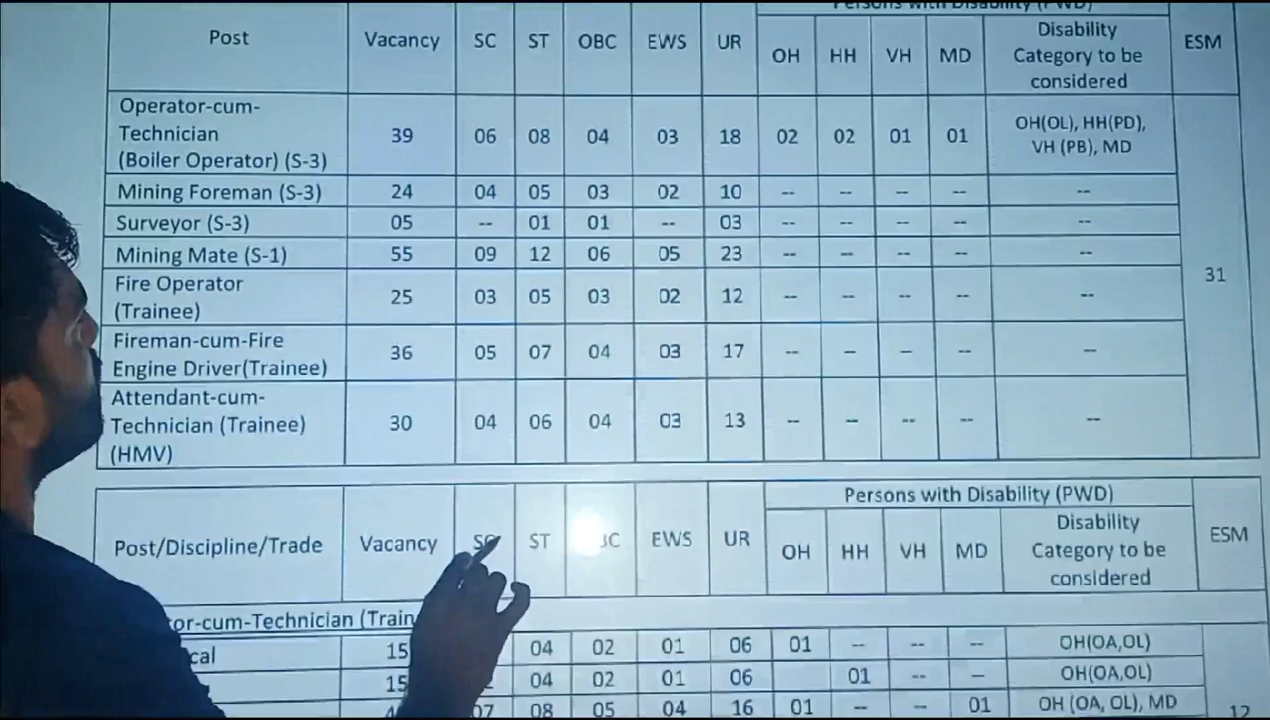 Persons with Disability (PWD)
Post Vacancy SC ST OBC EWS UR OH HH VH MD Disability Category to be considered ESM
Operator-cum-
Technician
(Boiler Operator) (S-3) 39 06 08 04 03 18 02 02 01 01 OH(OL), HH(PD), VH (PB), MD
Mining Foreman (S-3) 24 04 05 03 02 10 -- -- -- -- --
Surveyor (S-3) 05 -- 01 01 -- 03 -- -- -- -- --
Mining Mate (S-1) 55 09 12 06 05 23 -- -- -- -- --
31
Fire Operator
(Trainee) 25 03 05 03 02 12 -- -- -- -- --
Fireman-cum-Fire
Engine Driver(Trainee) 36 05 07 04 03 17 -- -- -- -- --
Attendant-cum-
Technician (Trainee)
(HMV) 30 04 06 04 03 13 -- -- -- -- --
Persons with Disability (PWD)
Post/Discipline/Trade Vacancy ST EWS UR OH HH VH MD Disability Category to be considered ESM
or-cum-Technician (Train
cal 15 04 02 01 06 01 -- -- -- OH(OA,OL)
15 04 02 01 06 01 -- -- OH(OA,OL)
07 08 05 04 16 01 -- -- 01 OH (OA, OL), MD
12